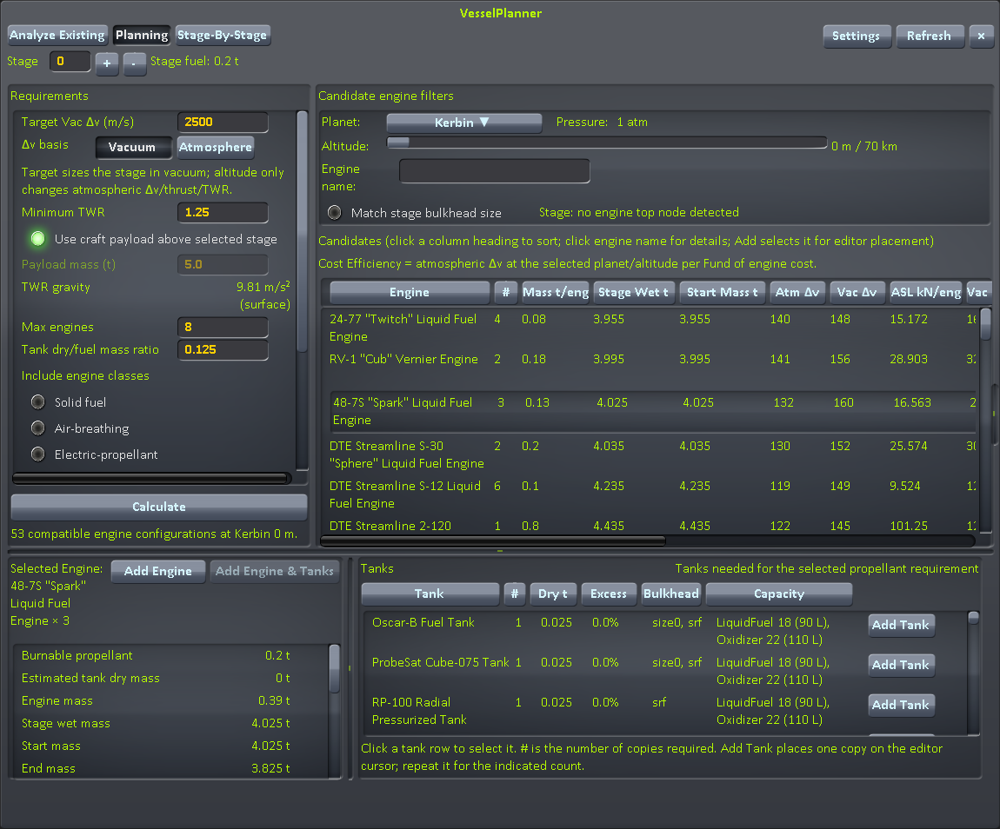 VesselPlanner
Analyze Existing Planning Stage-By-Stage Settings Refresh ×
Stage 0 + - Stage fuel: 0.2 t
Requirements
Target Vac Δv (m/s) 2500
Δv basis Vacuum Atmosphere
Target sizes the stage in vacuum; altitude only
changes atmospheric Δv/thrust/TWR.
Minimum TWR 1.25
Use craft payload above selected stage
Payload mass (t) 5.0
TWR gravity 9.81 m/s²
(surface)
Max engines 8
Tank dry/fuel mass ratio 0.125
Include engine classes
Solid fuel
Air-breathing
Electric-propellant
Calculate
53 compatible engine configurations at Kerbin 0 m.
Candidate engine filters
Planet: Kerbin ▼ Pressure: 1 atm
Altitude: 0 m / 70 km
Engine
name:
Match stage bulkhead size Stage: no engine top node detected
Candidates (click a column heading to sort; click engine name for details; Add selects it for editor placement)
Cost Efficiency = atmospheric Δv at the selected planet/altitude per Fund of engine cost.
Engine # Mass t/eng Stage Wet t Start Mass t Atm Δv Vac Δv ASL kN/eng Vac
24-77 "Twitch" Liquid Fuel 4 0.08 3.955 3.955 140 148 15.172
Engine
RV-1 "Cub" Vernier Engine 2 0.18 3.995 3.995 141 156 28.903
48-7S "Spark" Liquid Fuel 3 0.13 4.025 4.025 132 160 16.563
Engine
DTE Streamline S-30 2 0.2 4.035 4.035 130 152 25.574
"Sphere" Liquid Fuel Engine
DTE Streamline S-12 Liquid 6 0.1 4.235 4.235 119 149 9.524
Fuel Engine
DTE Streamline 2-120 1 0.8 4.435 4.435 122 145 101.25
Selected Engine: Add Engine Add Engine & Tanks
48-7S "Spark"
Liquid Fuel
Engine × 3
Burnable propellant 0.2 t
Estimated tank dry mass 0 t
Engine mass 0.39 t
Stage wet mass 4.025 t
Start mass 4.025 t
End mass 3.825 t
Tanks Tanks needed for the selected propellant requirement
Tank # Dry t Excess Bulkhead Capacity
Oscar-B Fuel Tank 1 0.025 0.0% size0, srf LiquidFuel 18 (90 L), Add Tank
Oxidizer 22 (110 L)
ProbeSat Cube-075 Tank 1 0.025 0.0% size0, srf LiquidFuel 18 (90 L), Add Tank
Oxidizer 22 (110 L)
RP-100 Radial 1 0.025 0.0% srf LiquidFuel 18 (90 L), Add Tank
Pressurized Tank Oxidizer 22 (110 L)
Click a tank row to select it. # is the number of copies required. Add Tank places one copy on the editor
cursor; repeat it for the indicated count.